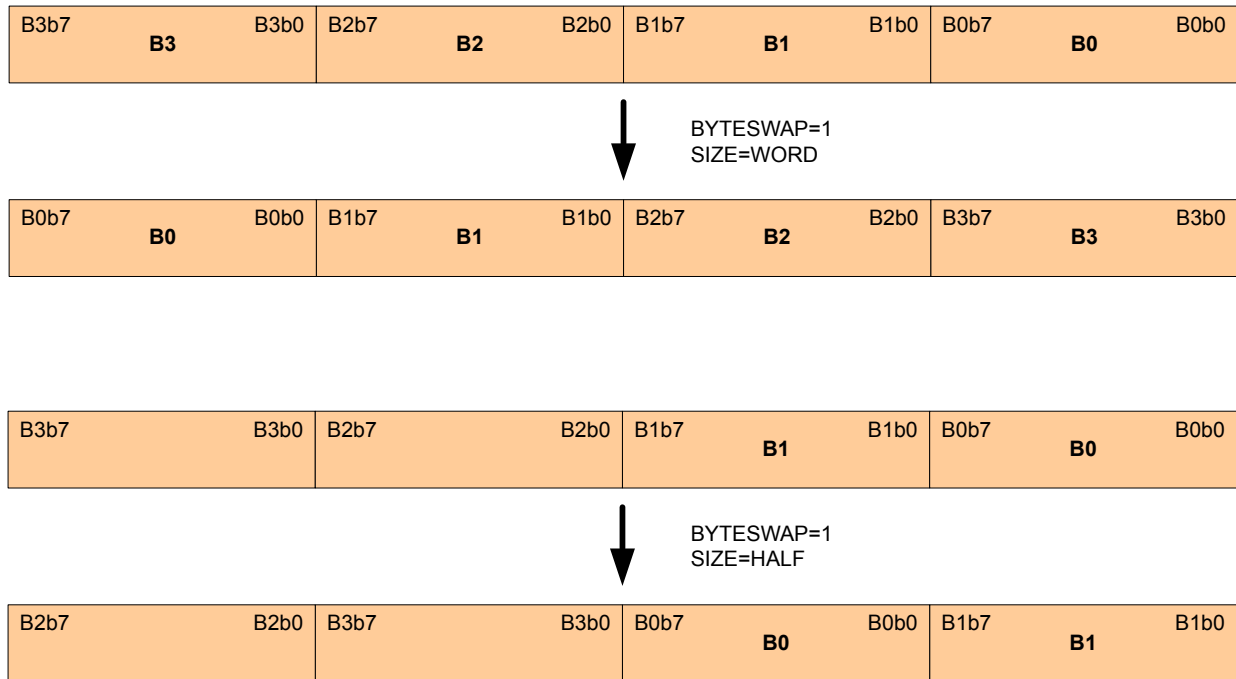 B3b7 B3b0 B2b7 B2b0 B1b7 B1b0 B0b7 B0b0
B3 B2 B1 B0
BYTESWAP=1
SIZE=WORD
B0b7 B0b0 B1b7 B1b0 B2b7 B2b0 B3b7 B3b0
B0 B1 B2 B3
B3b7 B3b0 B2b7 B2b0 B1b7 B1b0 B0b7 B0b0
B1 B0
BYTESWAP=1
SIZE=HALF
B2b7 B2b0 B3b7 B3b0 B0b7 B0b0 B1b7 B1b0
B0 B1